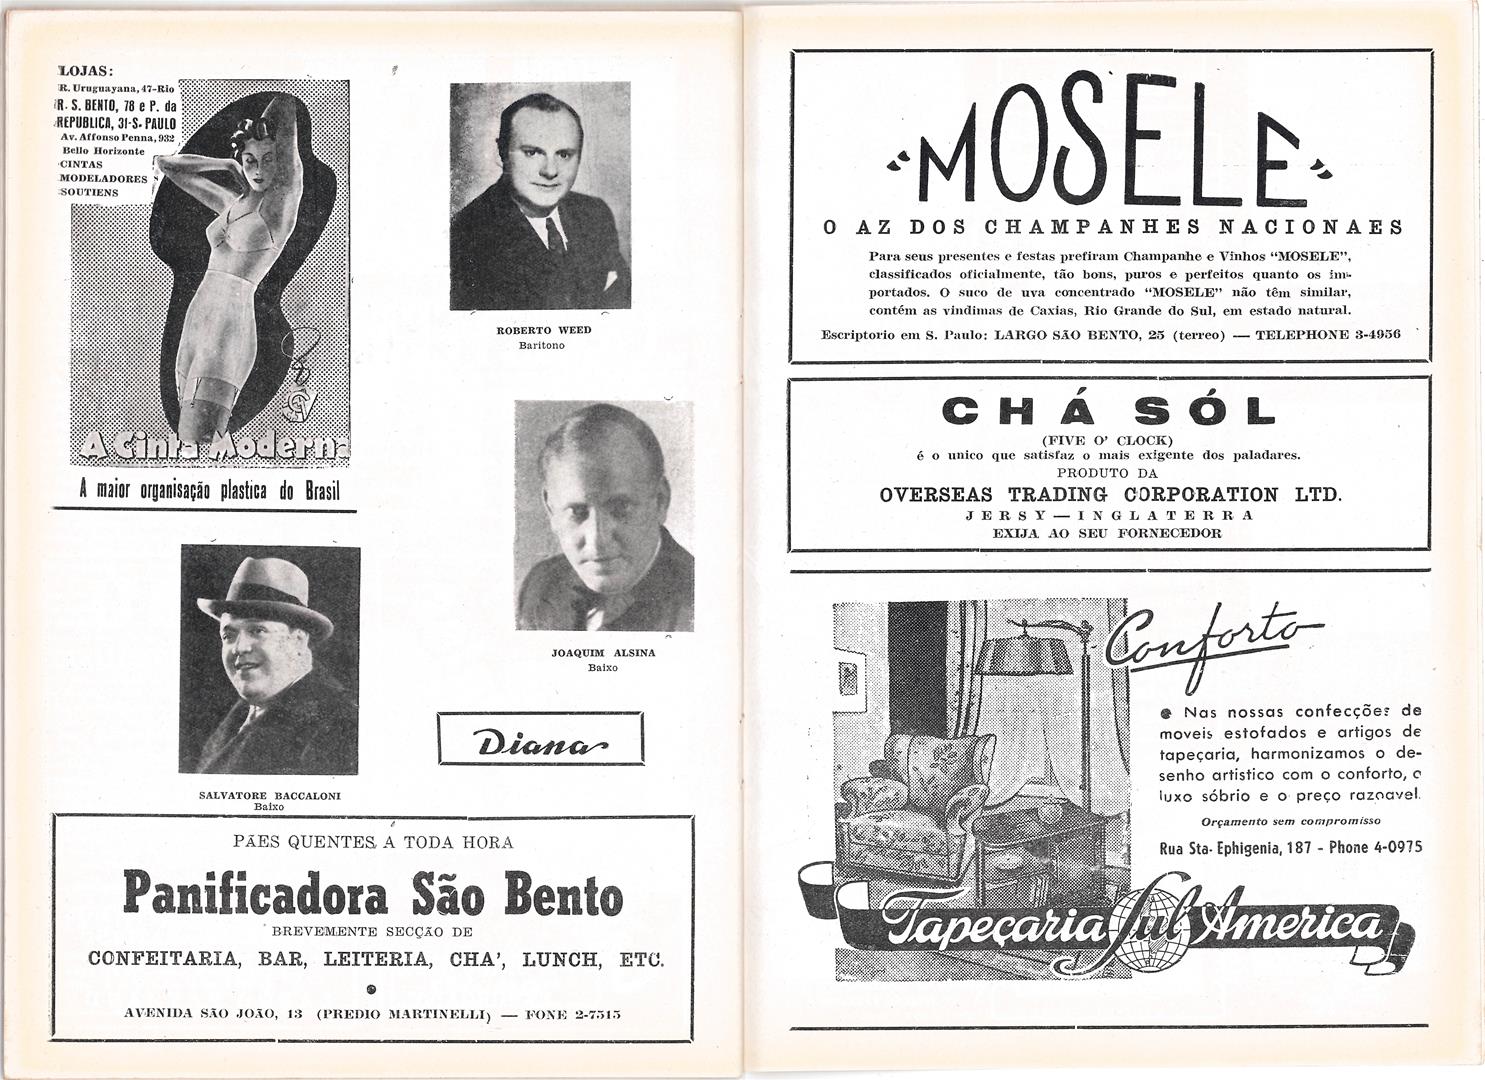 LOJAS:
R. Uruguayana, 47-Rio
R. S. BENTO, 78 e P. da
REPUBLICA, 31-S. PAULO
Av. Affonso Penna, 932
Bello Horizonte
CINTAS
MODELADORES
SOUTIENS
A Cinta Moderna
A maior organisação plastica do Brasil
ROBERTO WEED
Baritono
JOAQUIM ALSINA
Baixo
SALVATORE BACCALONI
Baixo
Diana
PÃES QUENTES A TODA HORA
Panificadora São Bento
BREVEMENTE SECÇÃO DE
CONFEITARIA, BAR, LEITERIA, CHA', LUNCH, ETC.
AVENIDA SÃO JOÃO, 13 (PREDIO MARTINELLI) — FONE 2-7515
"MOSELE"
O AZ DOS CHAMPANHES NACIONAES
Para seus presentes e festas prefiram Champanhe e Vinhos “MOSELE”,
classificados oficialmente, tão bons, puros e perfeitos quanto os im-
portados. O suco de uva concentrado “MOSELE” não têm similar,
contém as vindimas de Caxias, Rio Grande do Sul, em estado natural.
Escriptorio em S. Paulo: LARGO SÃO BENTO, 25 (terreo) — TELEPHONE 3-4956
CHÁ SÓL
(FIVE O' CLOCK)
é o unico que satisfaz o mais exigente dos paladares.
PRODUTO DA
OVERSEAS TRADING CORPORATION LTD.
JERSY — INGLATERRA
EXIJA AO SEU FORNECEDOR
Conforto
● Nas nossas confecções de
moveis estofados e artigos de
tapeçaria, harmonizamos o de-
senho artistico com o conforto, o
luxo sóbrio e o preço razoavel.
Orçamento sem compromisso
Rua Sta. Ephigenia, 187 - Phone 4-0975
Tapeçaria Sul America